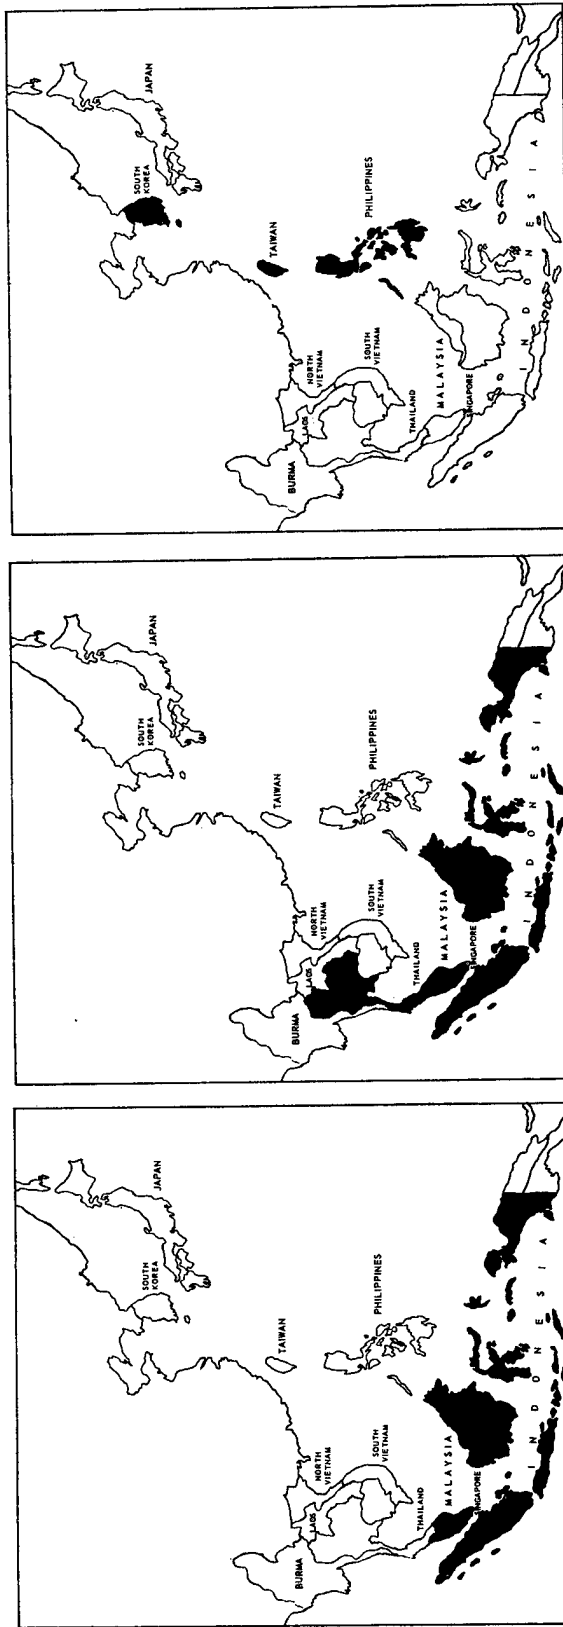 JAPAN
SOUTH
KOREA
TAIWAN
PHILIPPINES
NORTH
VIETNAM
SOUTH
VIETNAM
LAOS
BURMA
THAILAND
MALAYSIA
SINGAPORE
INDONESIA
JAPAN
SOUTH
KOREA
TAIWAN
PHILIPPINES
NORTH
VIETNAM
SOUTH
VIETNAM
LAOS
BURMA
THAILAND
MALAYSIA
SINGAPORE
INDONESIA
JAPAN
SOUTH
KOREA
TAIWAN
PHILIPPINES
NORTH
VIETNAM
SOUTH
VIETNAM
LAOS
BURMA
THAILAND
MALAYSIA
SINGAPORE
INDONESIA